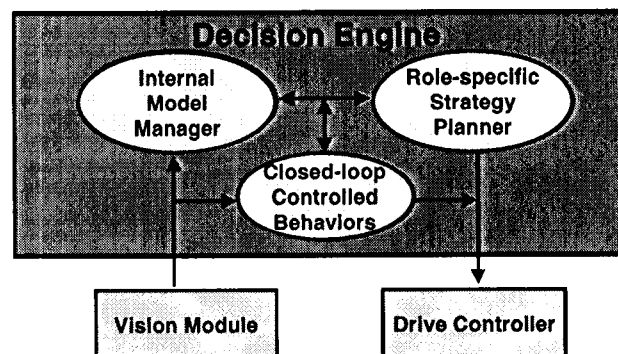 Decision Engine
Internal
Model
Manager
Role-specific
Strategy
Planner
Closed-loop
Controlled
Behaviors
Vision Module
Drive Controller